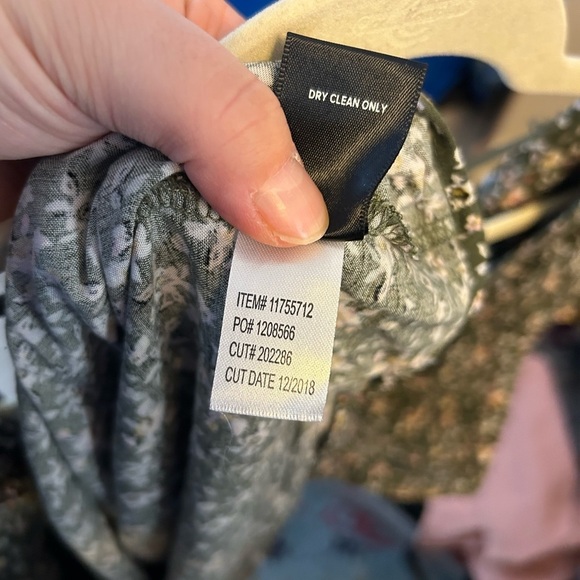 DRY CLEAN ONLY
ITEM# 11755712
PO# 1208566
CUT# 202286
CUT DATE 12/2018